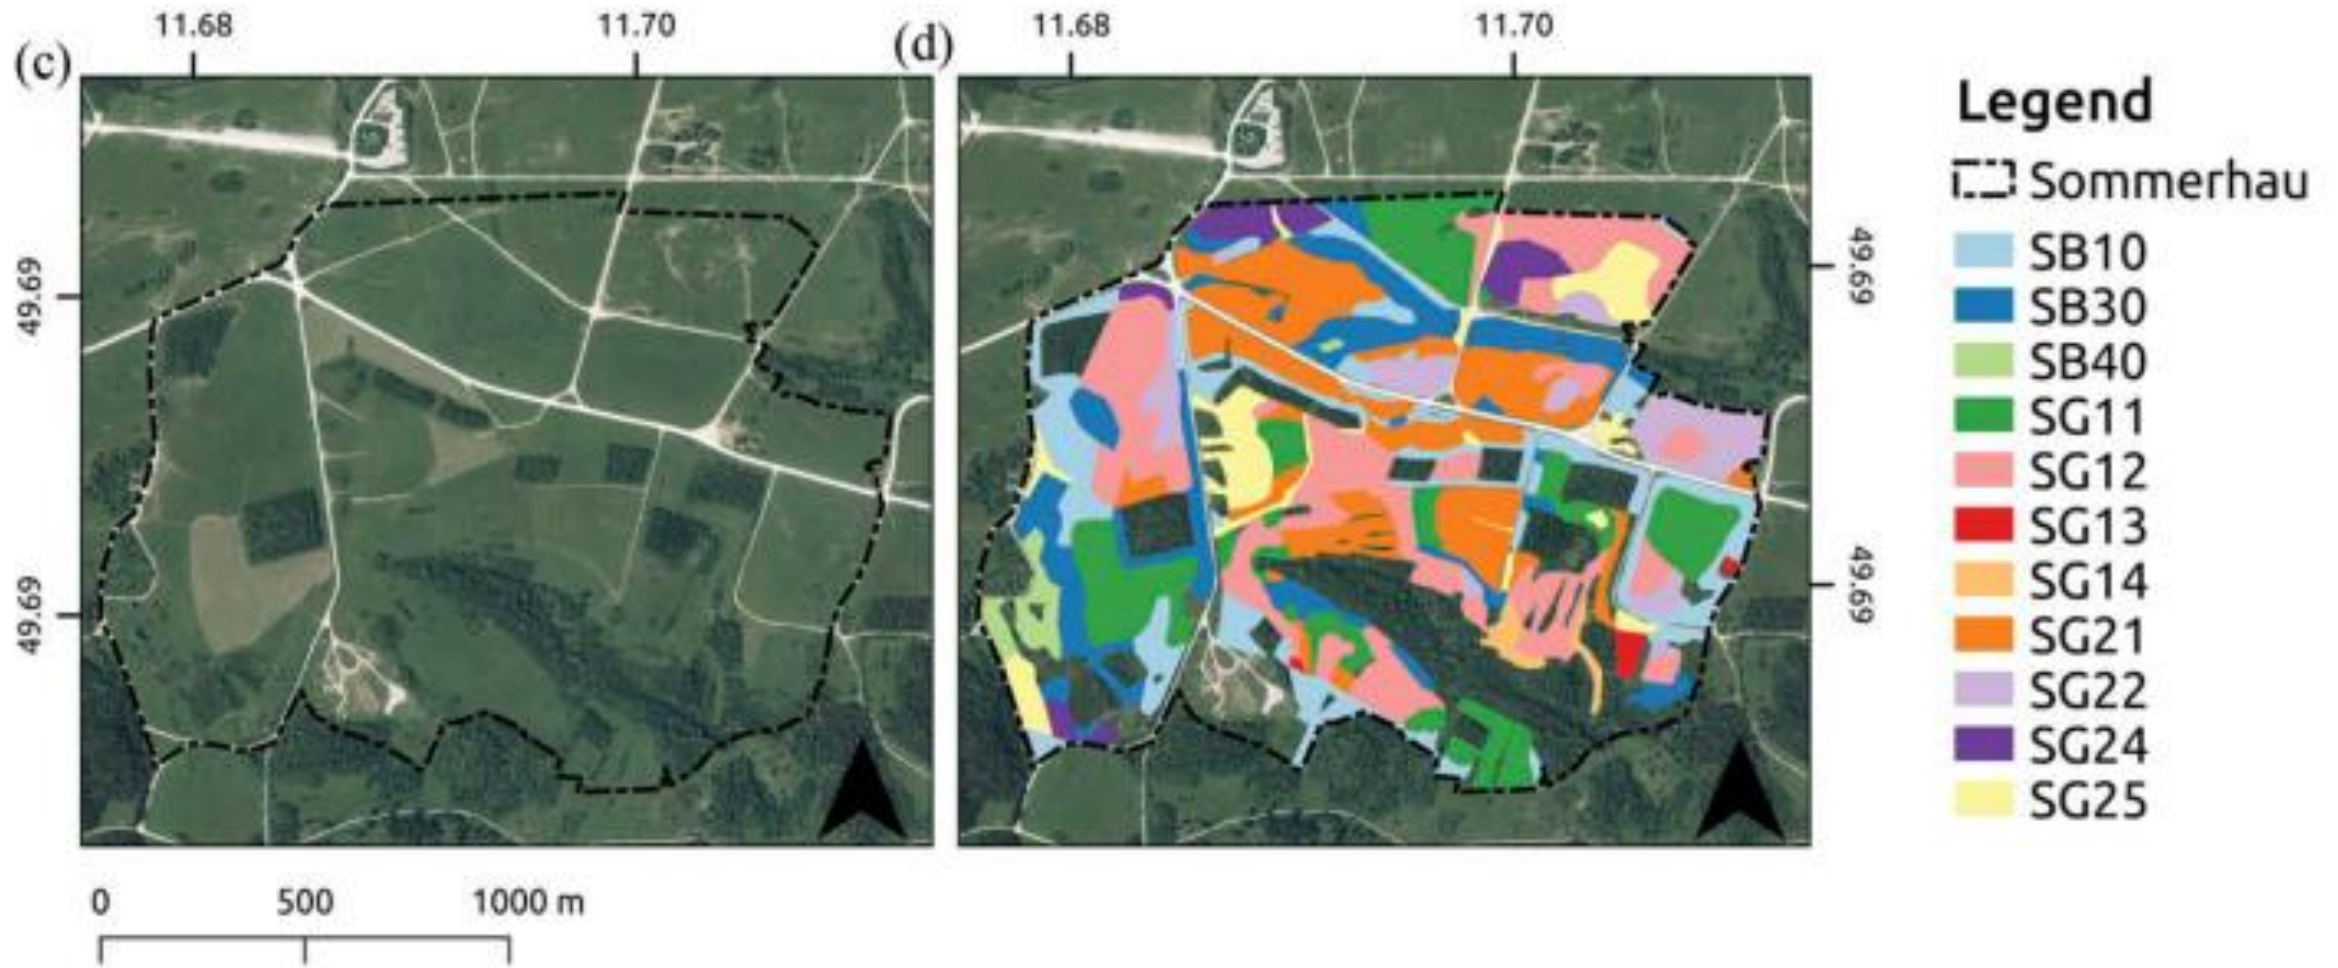 11.68
11.70
11.68
11.70
(c)
(d)
49.69
49.69
49.69
49.69
0
500
1000 m
Legend
Sommerhau
SB10
SB30
SB40
SG11
SG12
SG13
SG14
SG21
SG22
SG24
SG25